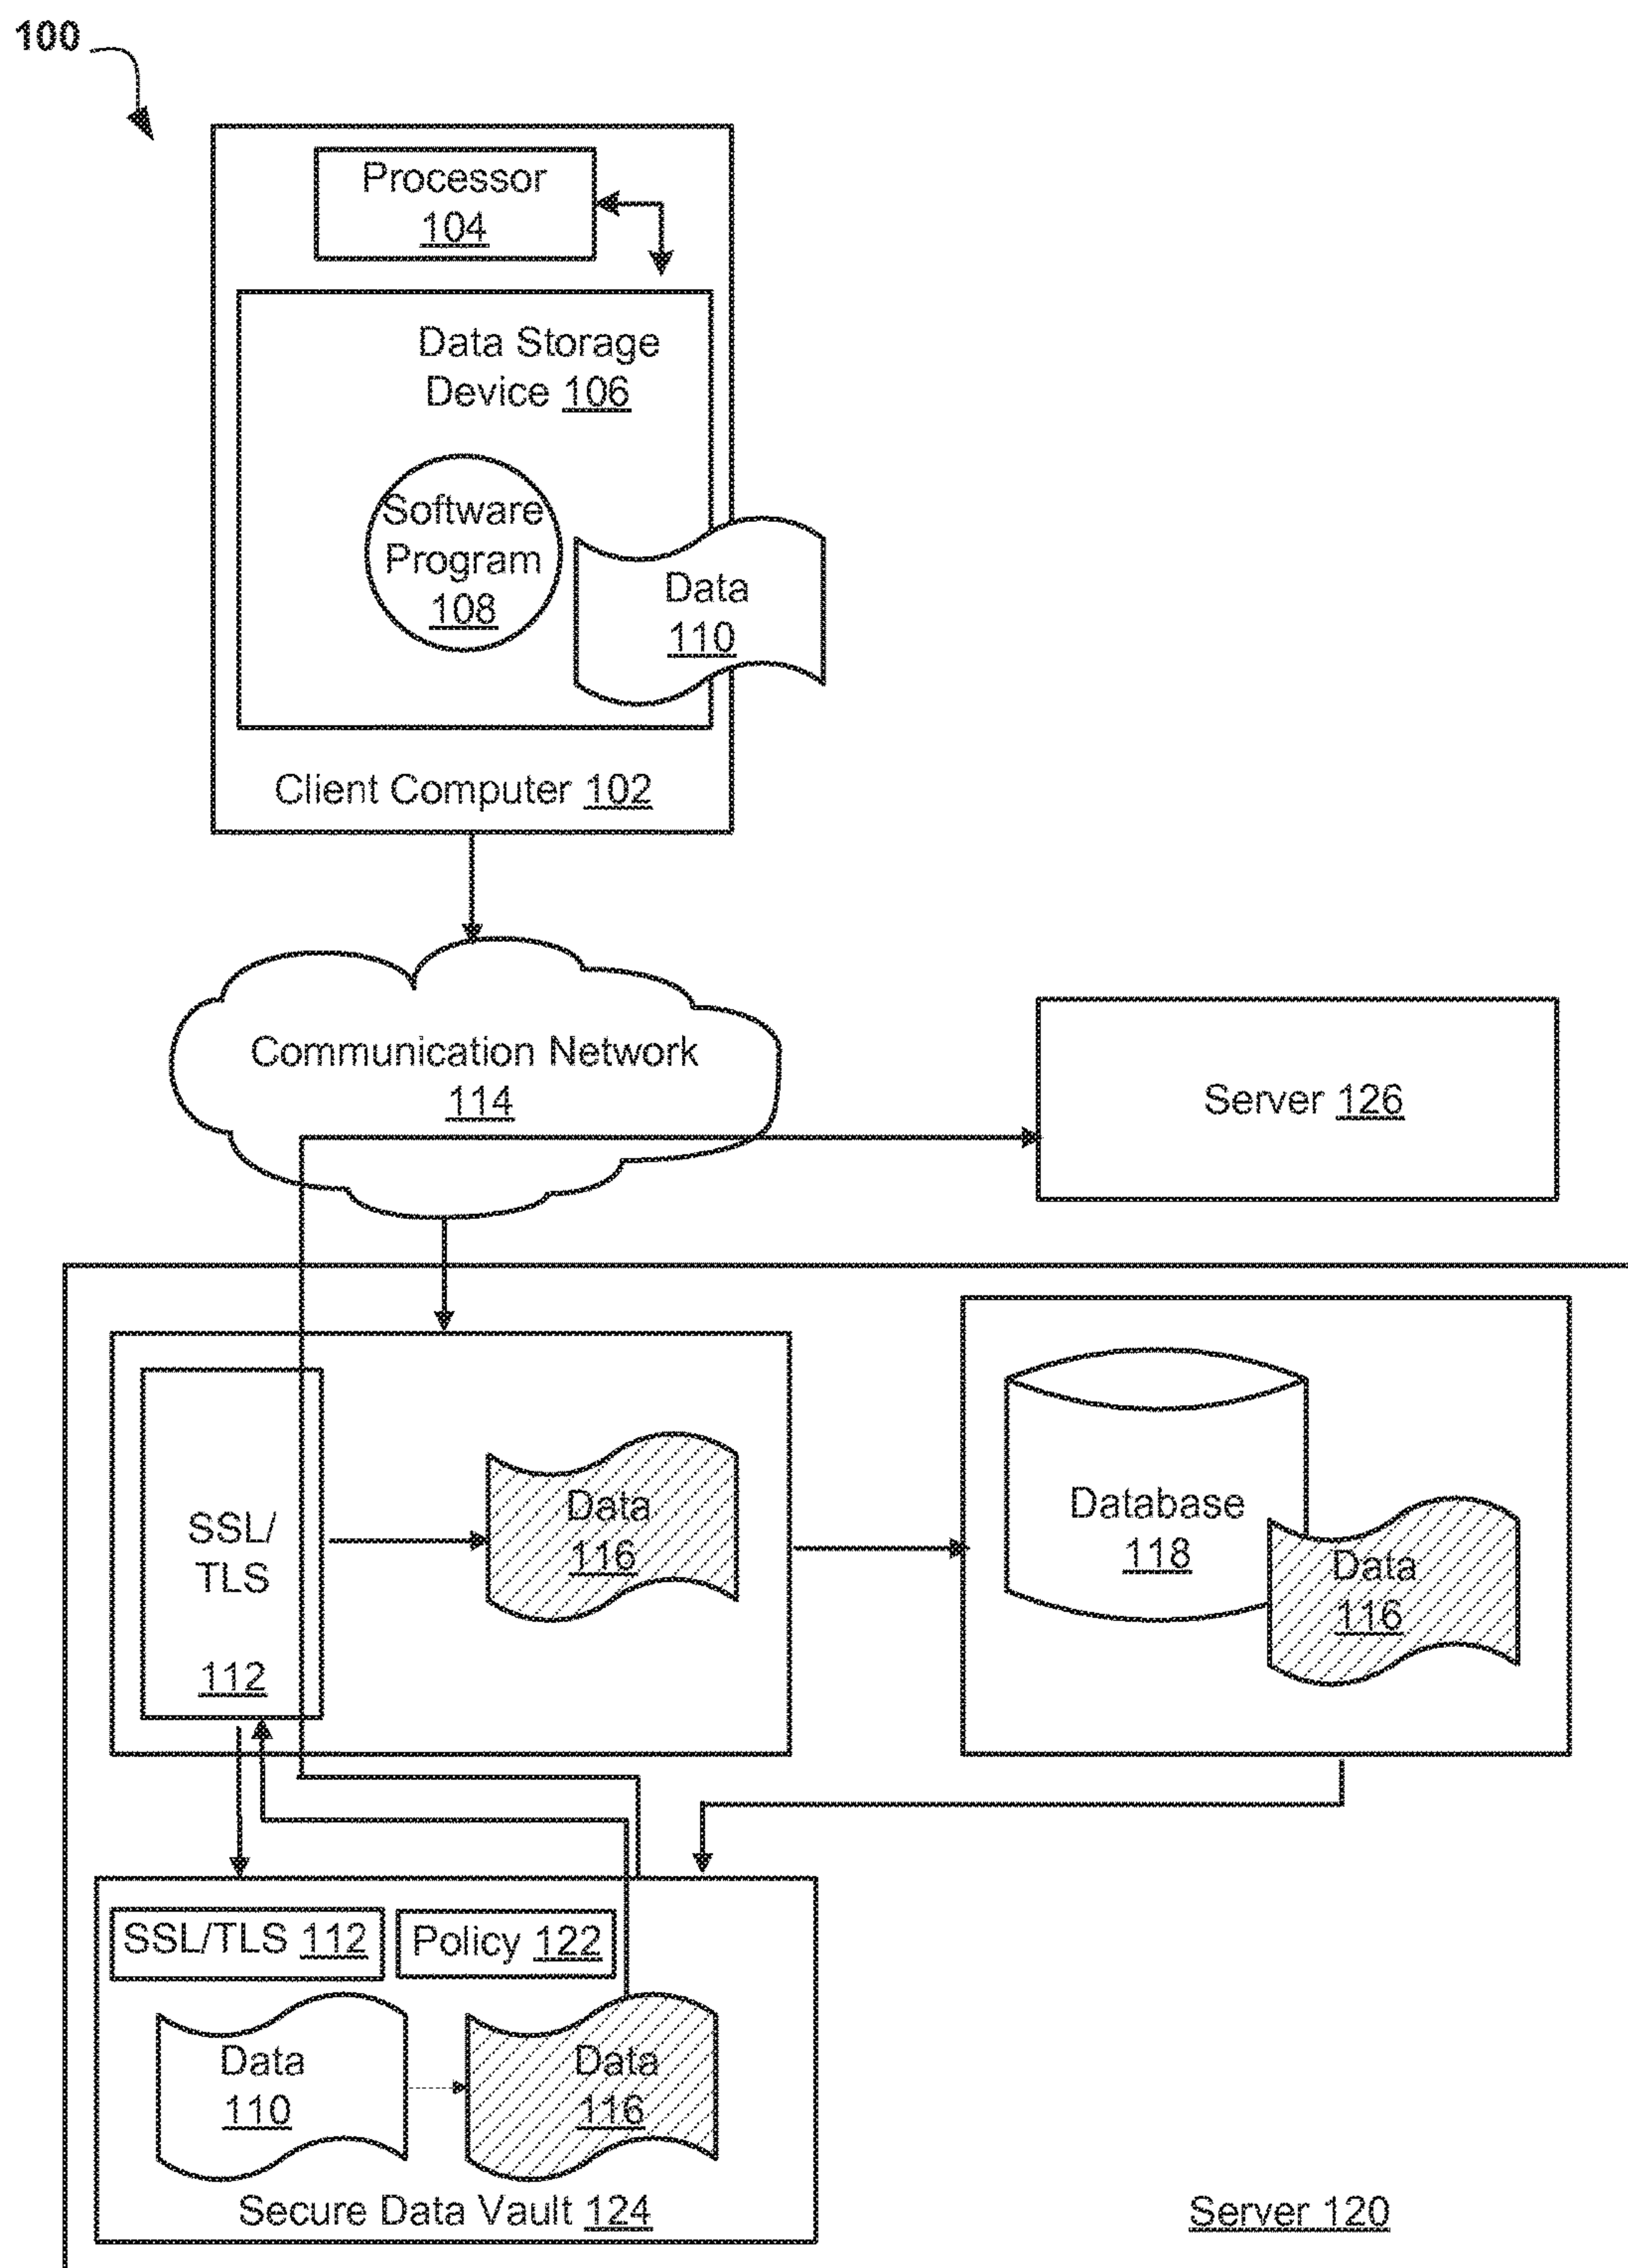 100
Processor
104
Data Storage
Device 106
Software
Program
108
Data
110
Client Computer 102
Communication Network
114
Server 126
SSL/
TLS
112
Data
116
Database
118
Data
116
SSL/TLS 112
Policy 122
Data
110
Data
116
Secure Data Vault 124
Server 120